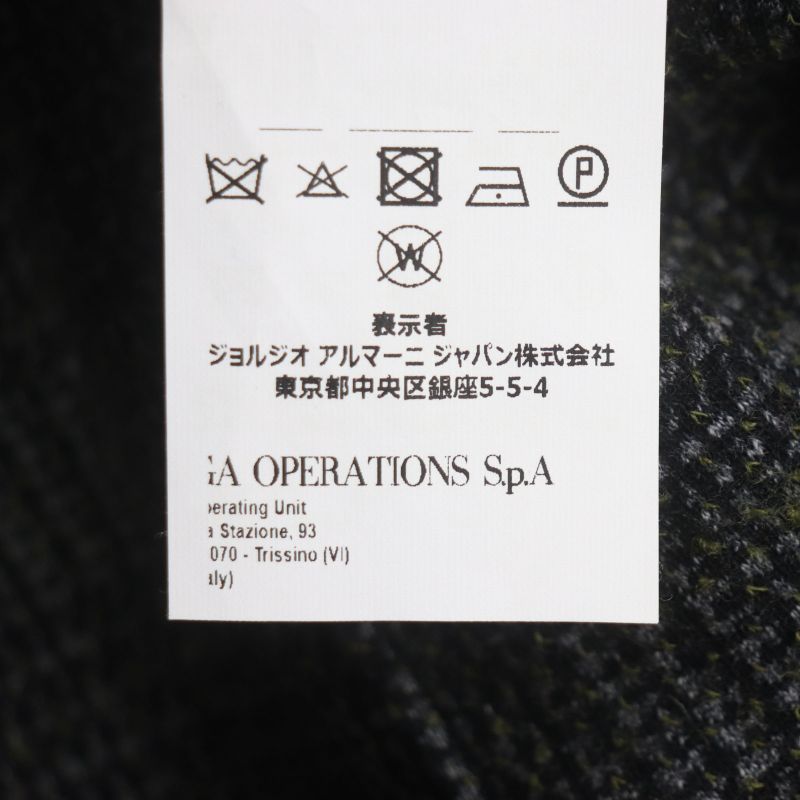 P
W
表示者
ジョルジオ アルマーニ ジャパン株式会社
東京都中央区銀座5-5-4
GA OPERATIONS S.p.A
erating Unit
a Stazione, 93
070 - Trissino (VI)
aly)